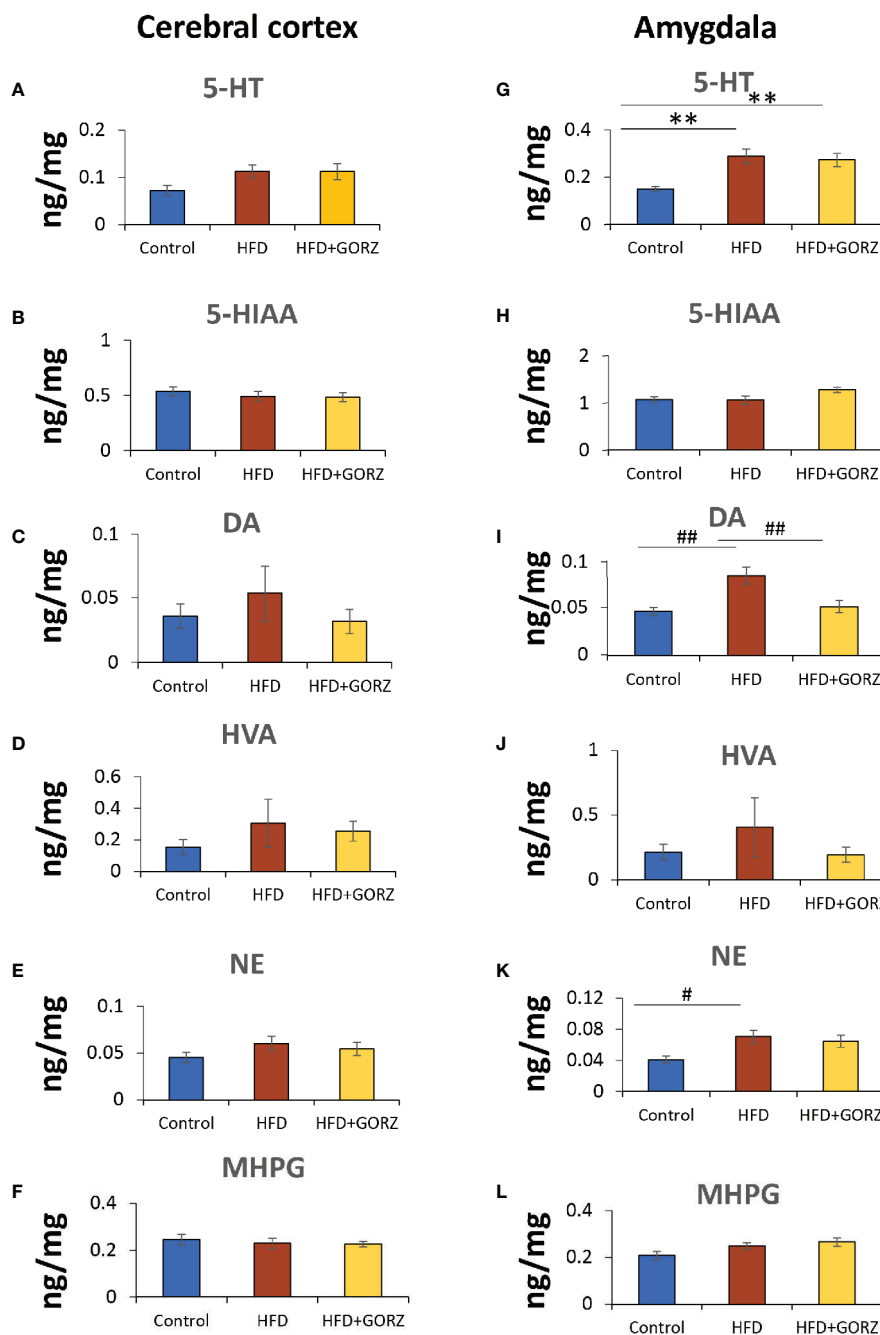 Cerebral cortex
Amygdala
A
5-HT
ng/mg
0.2
0.1
0
Control HFD HFD+GORZ
B
5-HIAA
ng/mg
1
0.5
0
Control HFD HFD+GORZ
C
DA
ng/mg
0.1
0.05
0
Control HFD HFD+GORZ
D
HVA
ng/mg
0.6
0.4
0.2
0
Control HFD HFD+GORZ
E
NE
ng/mg
0.1
0.05
0
Control HFD HFD+GORZ
F
MHPG
ng/mg
0.4
0.2
0
Control HFD HFD+GORZ
G
5-HT
**
**
ng/mg
0.4
0.2
0
Control HFD HFD+GORZ
H
5-HIAA
ng/mg
2
1
0
Control HFD HFD+GORZ
I
DA
## ##
ng/mg
0.1
0.05
0
Control HFD HFD+GORZ
J
HVA
ng/mg
1
0.5
0
Control HFD HFD+GORZ
K
NE
#
ng/mg
0.12
0.08
0.04
0
Control HFD HFD+GORZ
L
MHPG
ng/mg
0.4
0.2
0
Control HFD HFD+GORZ